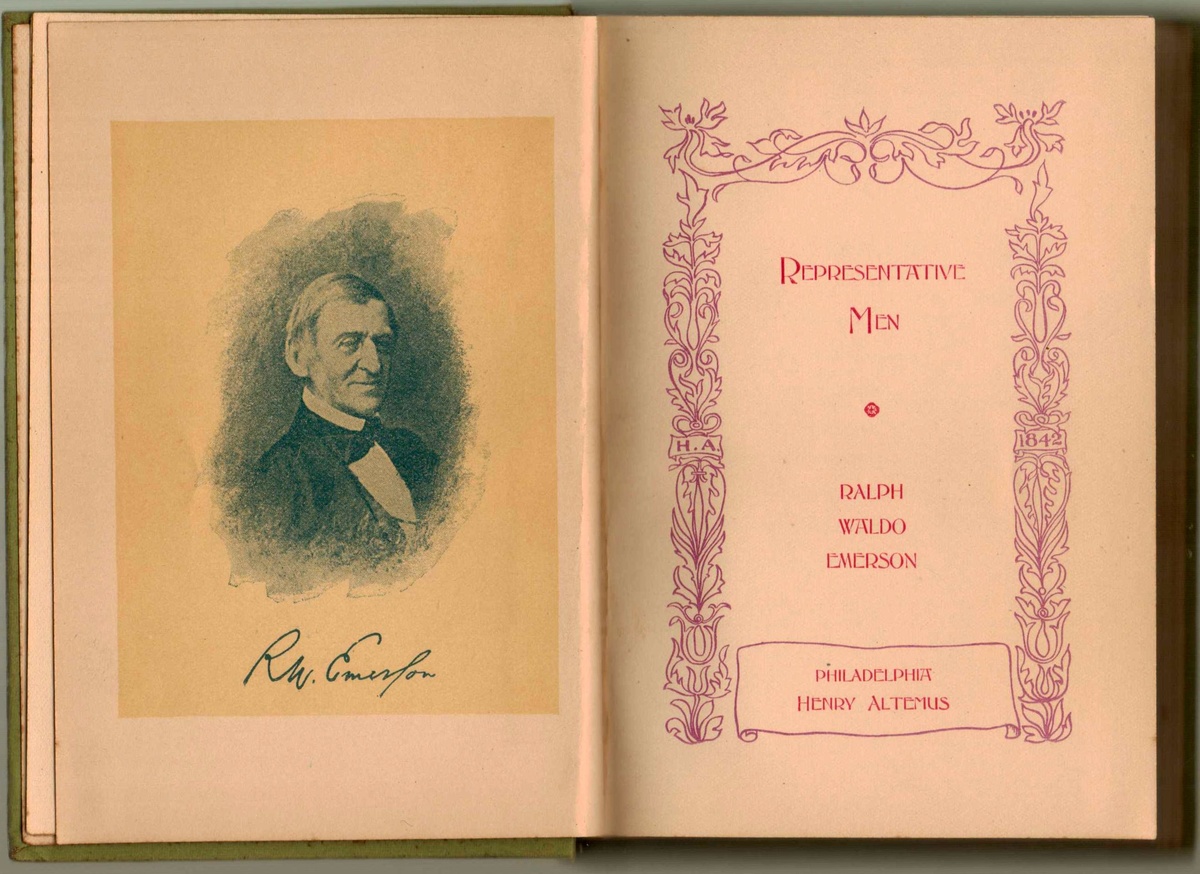 R.W. Emerson
Representative
Men
H.A.
1842
RALPH
WALDO
EMERSON
PHILADELPHIA
Henry Altemus